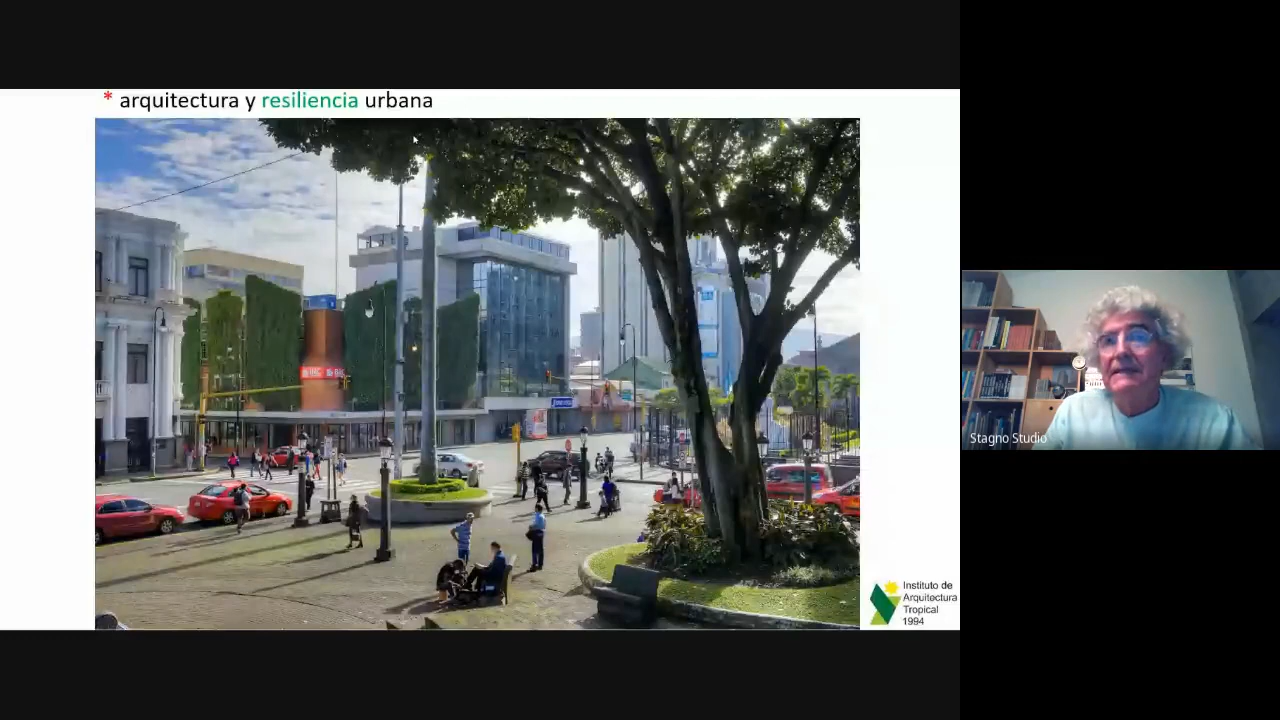 * arquitectura y resiliencia urbana
Instituto de
Arquitectura
Tropical
1994
Stagno Studio